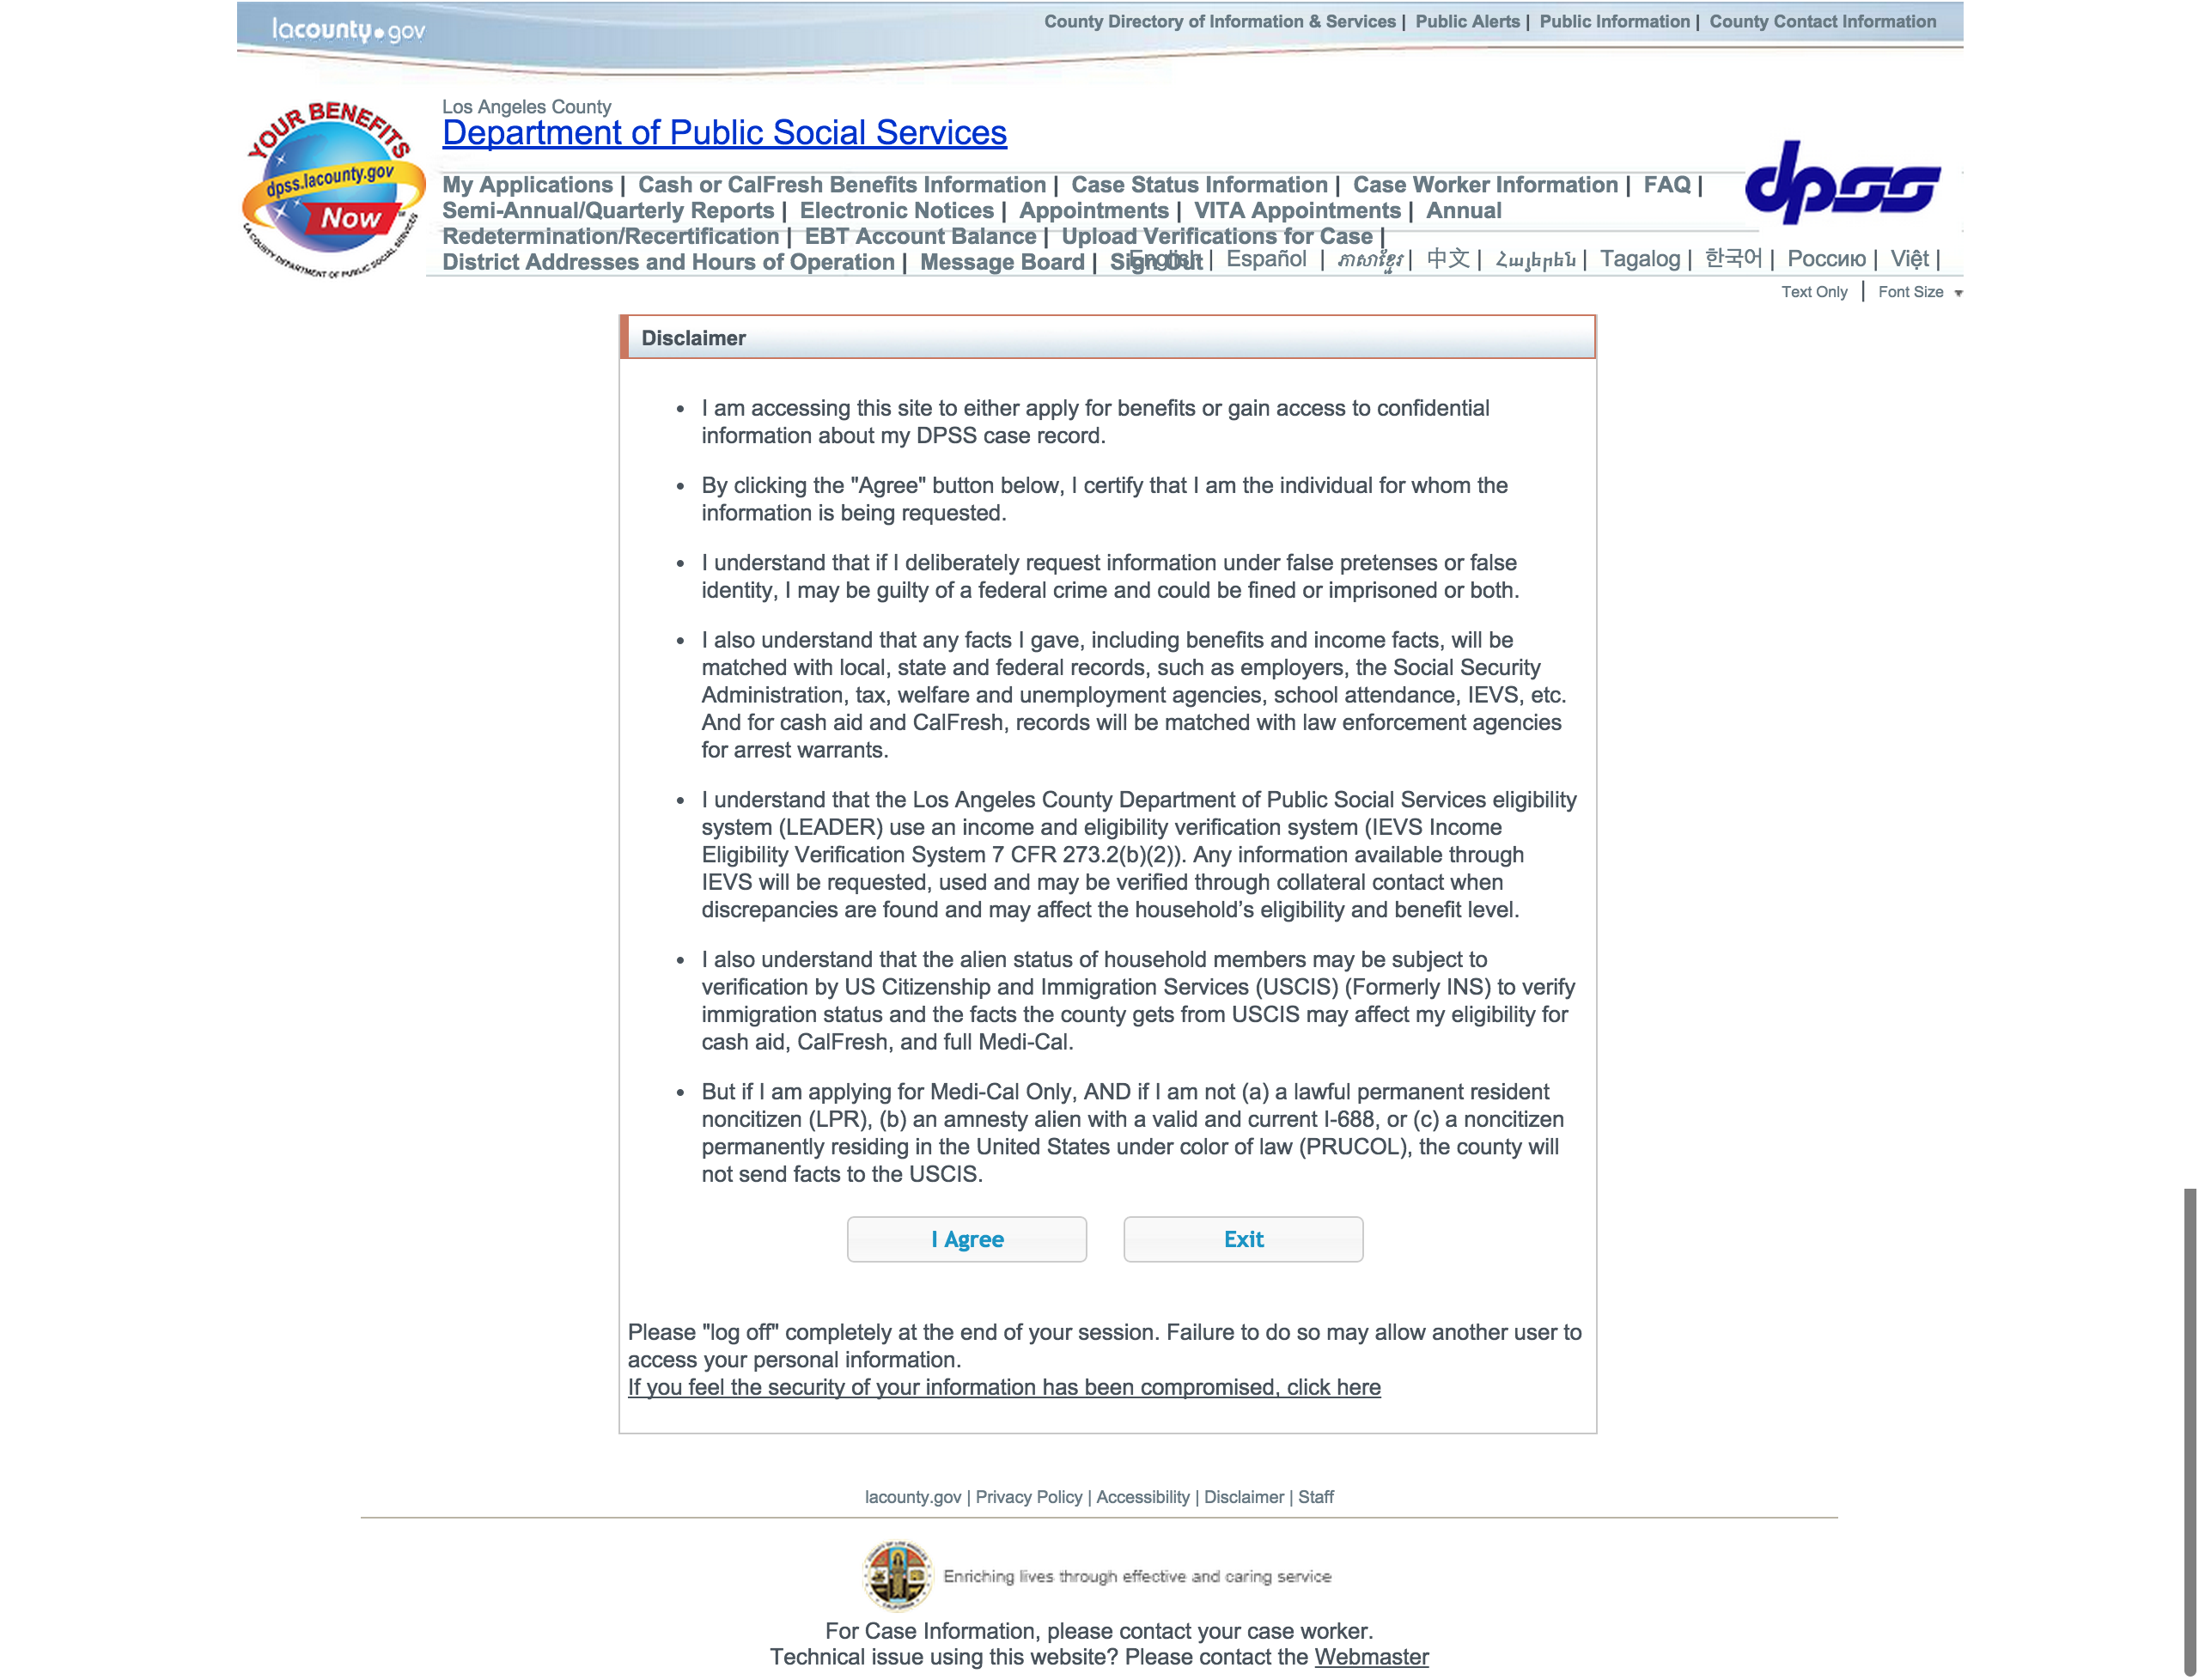 lacounty.gov
County Directory of Information & Services | Public Alerts | Public Information | County Contact Information
YOUR BENEFITS
dpss.lacounty.gov
Now
LA COUNTY DEPARTMENT OF PUBLIC SOCIAL SERVICES
Los Angeles County
Department of Public Social Services
dpss
My Applications | Cash or CalFresh Benefits Information | Case Status Information | Case Worker Information | FAQ |
Semi-Annual/Quarterly Reports | Electronic Notices | Appointments | VITA Appointments | Annual
Redetermination/Recertification | EBT Account Balance | Upload Verifications for Case |
District Addresses and Hours of Operation | Message Board | Sign Out
English | Español | ភាសាខ្មែរ | 中文 | Հայերեն | Tagalog | 한국어 | Россию | Việt |
Text Only | Font Size
Disclaimer
• I am accessing this site to either apply for benefits or gain access to confidential
information about my DPSS case record.
• By clicking the "Agree" button below, I certify that I am the individual for whom the
information is being requested.
• I understand that if I deliberately request information under false pretenses or false
identity, I may be guilty of a federal crime and could be fined or imprisoned or both.
• I also understand that any facts I gave, including benefits and income facts, will be
matched with local, state and federal records, such as employers, the Social Security
Administration, tax, welfare and unemployment agencies, school attendance, IEVS, etc.
And for cash aid and CalFresh, records will be matched with law enforcement agencies
for arrest warrants.
• I understand that the Los Angeles County Department of Public Social Services eligibility
system (LEADER) use an income and eligibility verification system (IEVS Income
Eligibility Verification System 7 CFR 273.2(b)(2)). Any information available through
IEVS will be requested, used and may be verified through collateral contact when
discrepancies are found and may affect the household’s eligibility and benefit level.
• I also understand that the alien status of household members may be subject to
verification by US Citizenship and Immigration Services (USCIS) (Formerly INS) to verify
immigration status and the facts the county gets from USCIS may affect my eligibility for
cash aid, CalFresh, and full Medi-Cal.
• But if I am applying for Medi-Cal Only, AND if I am not (a) a lawful permanent resident
noncitizen (LPR), (b) an amnesty alien with a valid and current I-688, or (c) a noncitizen
permanently residing in the United States under color of law (PRUCOL), the county will
not send facts to the USCIS.
I Agree
Exit
Please "log off" completely at the end of your session. Failure to do so may allow another user to
access your personal information.
If you feel the security of your information has been compromised, click here
lacounty.gov | Privacy Policy | Accessibility | Disclaimer | Staff
Enriching lives through effective and caring service
For Case Information, please contact your case worker.
Technical issue using this website? Please contact the Webmaster